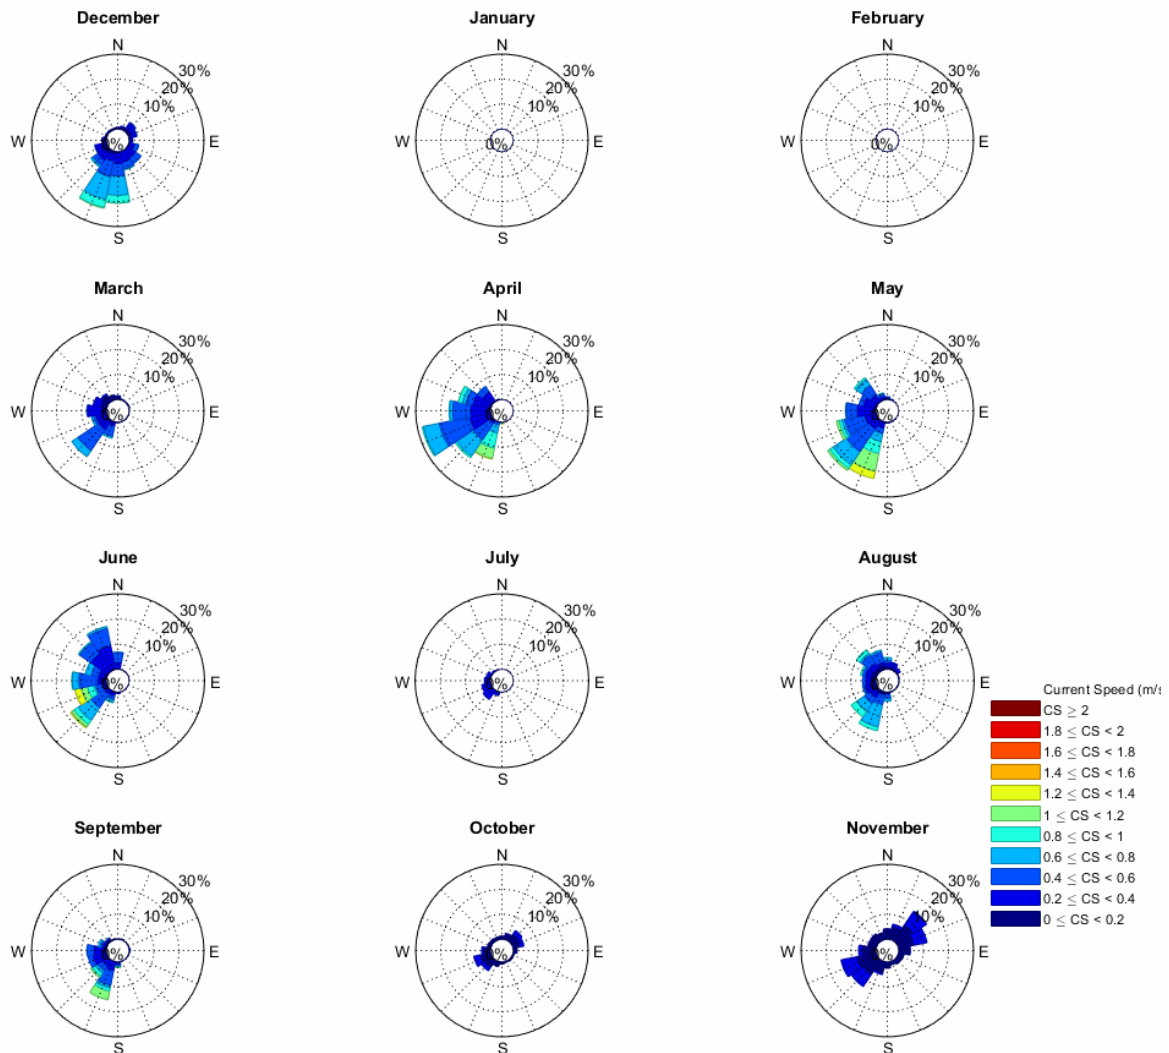 December
N
30%
20%
10%
0%
W
E
S
January
N
30%
20%
10%
0%
W
E
S
February
N
30%
20%
10%
0%
W
E
S
March
N
30%
20%
10%
0%
W
E
S
April
N
30%
20%
10%
0%
W
E
S
May
N
30%
20%
10%
0%
W
E
S
June
N
30%
20%
10%
0%
W
E
S
July
N
30%
20%
10%
0%
W
E
S
August
N
30%
20%
10%
0%
W
E
S
Current Speed (m/s
CS ≥ 2
1.8 ≤ CS < 2
1.6 ≤ CS < 1.8
1.4 ≤ CS < 1.6
1.2 ≤ CS < 1.4
1 ≤ CS < 1.2
0.8 ≤ CS < 1
0.6 ≤ CS < 0.8
0.4 ≤ CS < 0.6
0.2 ≤ CS < 0.4
0 ≤ CS < 0.2
September
N
30%
20%
10%
0%
W
E
S
October
N
30%
20%
10%
0%
W
E
S
November
N
30%
20%
10%
0%
W
E
S